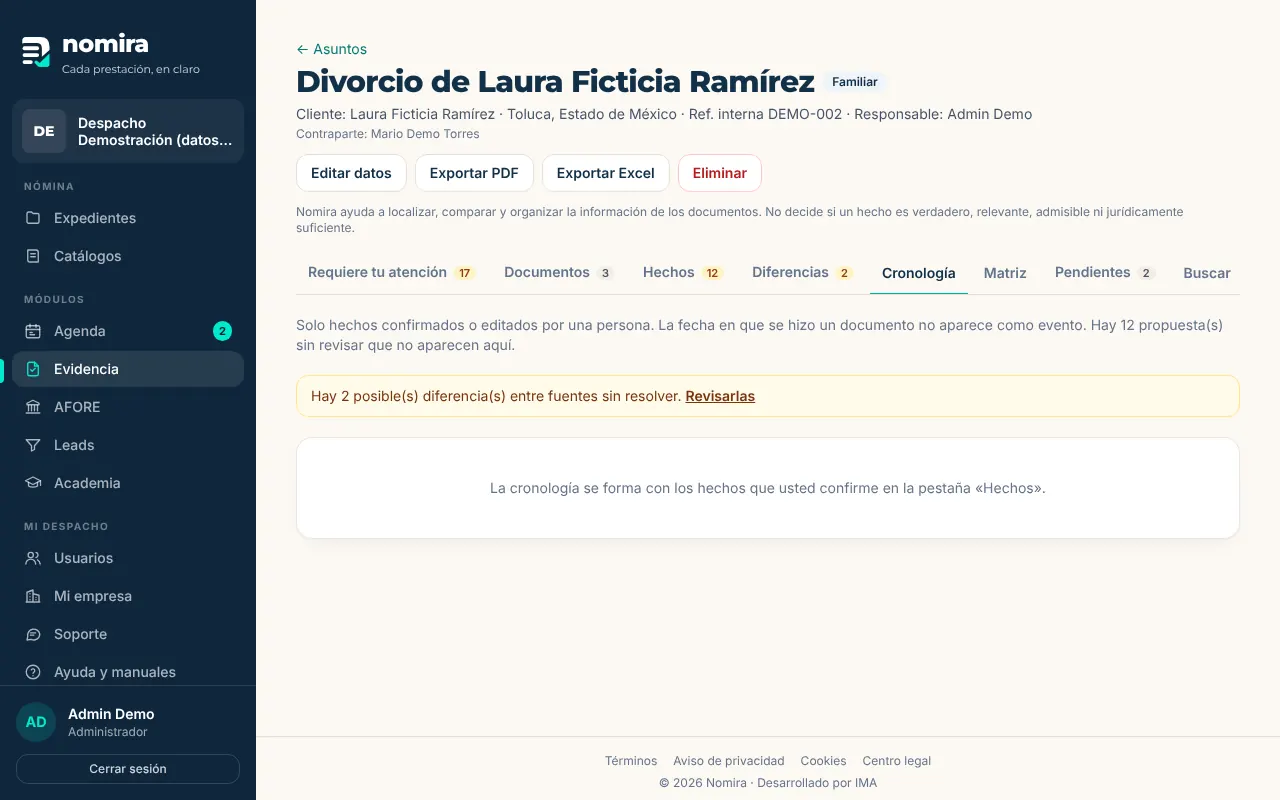 nomira
Cada prestación, en claro
DE
Despacho
Demostración (datos...
NÓMINA
Expedientes
Catálogos
MÓDULOS
Agenda 2
Evidencia
AFORE
Leads
Academia
MI DESPACHO
Usuarios
Mi empresa
Soporte
Ayuda y manuales
AD
Admin Demo
Administrador
Cerrar sesión
← Asuntos
Divorcio de Laura Ficticia Ramírez Familiar
Cliente: Laura Ficticia Ramírez · Toluca, Estado de México · Ref. interna DEMO-002 · Responsable: Admin Demo
Contraparte: Mario Demo Torres
Editar datos Exportar PDF Exportar Excel Eliminar
Nomira ayuda a localizar, comparar y organizar la información de los documentos. No decide si un hecho es verdadero, relevante, admisible ni jurídicamente
suficiente.
Requiere tu atención 17 Documentos 3 Hechos 12 Diferencias 2 Cronología Matriz Pendientes 2 Buscar
Solo hechos confirmados o editados por una persona. La fecha en que se hizo un documento no aparece como evento. Hay 12 propuesta(s)
sin revisar que no aparecen aquí.
Hay 2 posible(s) diferencia(s) entre fuentes sin resolver. Revisarlas
La cronología se forma con los hechos que usted confirme en la pestaña «Hechos».
Términos Aviso de privacidad Cookies Centro legal
© 2026 Nomira · Desarrollado por IMA